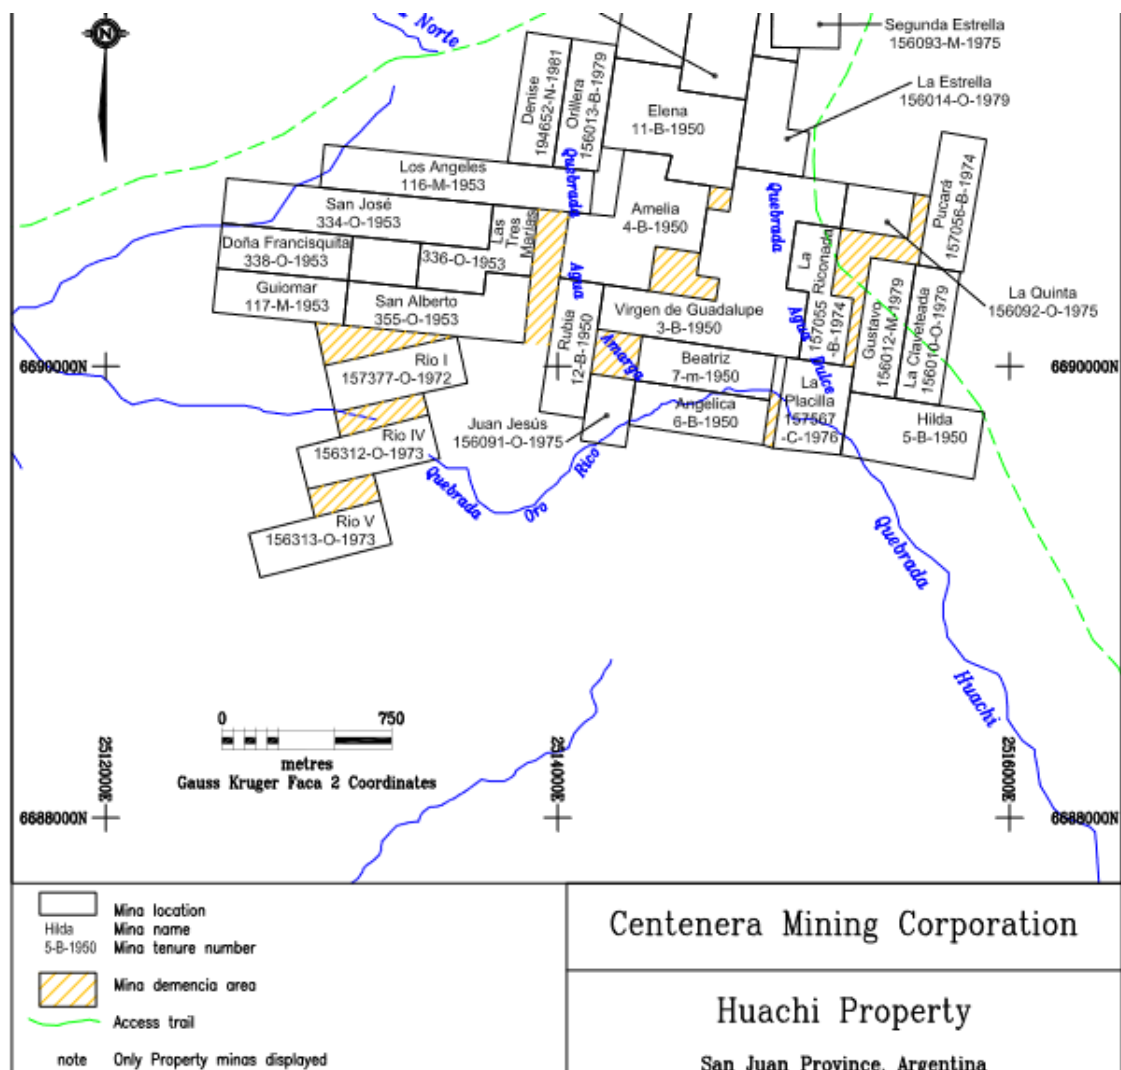 Norte
Segunda Estrella
156093-M-1975
La Estrella
156014-O-1979
Denise
194652-N-1981
Orillera
156013-B-1979
Elena
11-B-1950
Pucará
157056-B-1974
Los Angeles
116-M-1953
Quebrada
Quebrada
San José
334-O-1953
Las
Tres
Marias
Amelia
4-B-1950
La
Riconada
157055
-B-1974
Doña Francisquita
338-O-1953
336-O-1953
Agua
Guiomar
117-M-1953
San Alberto
355-O-1953
Rubia
12-B-1950
Virgen de Guadalupe
3-B-1950
Agua
Dulce
Gustavo
156012-M-1979
La Claveteada
156010-O-1979
La Quinta
156092-O-1975
6690000N
6690000N
Rio I
157377-O-1972
Amarga
Beatriz
7-m-1950
La
Placilla
157567
-C-1976
Juan Jesús
156091-O-1975
Angelica
6-B-1950
Hilda
5-B-1950
Rio IV
156312-O-1973
Quebrada
Oro
Rico
Rio V
156313-O-1973
Quebrada
Huachi
0 750
metres
Gauss Kruger Faca 2 Coordinates
2512000E
2514000E
2516000E
6688000N
6688000N
Mina location
Hilda Mina name
5-B-1950 Mina tenure number
Mina demencia area
Access trail
note Only Property minas displayed
Centenera Mining Corporation
Huachi Property
San Juan Province, Argentina